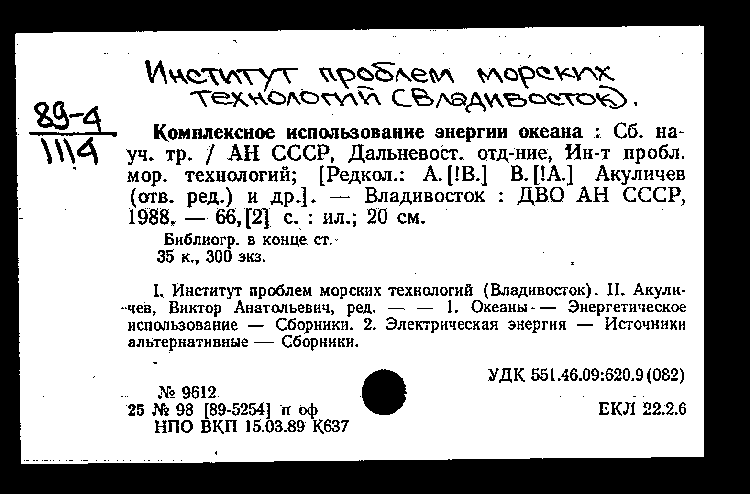 Институт проблем морских
технологий (Владивосток).
89-4
1114
Комплексное использование энергии океана : Сб. на-
уч. тр. / АН СССР, Дальневост. отд-ние, Ин-т пробл.
мор. технологий; [Редкол.: А.[!В.] В.[!А.] Акуличев
(отв. ред.) и др.]. — Владивосток : ДВО АН СССР,
1988. — 66,[2] с. : ил.; 20 см.
Библиогр. в конце ст.
35 к., 300 экз.
I. Институт проблем морских технологий (Владивосток). II. Акули-
чев, Виктор Анатольевич, ред. — — 1. Океаны — Энергетическое
использование — Сборники. 2. Электрическая энергия — Источники
альтернативные — Сборники.
УДК 551.46.09:620.9(082)
№ 9612
25 № 98 [89-5254] п оф
ЕКЛ 22.2.6
НПО ВКП 15.03.89 К637